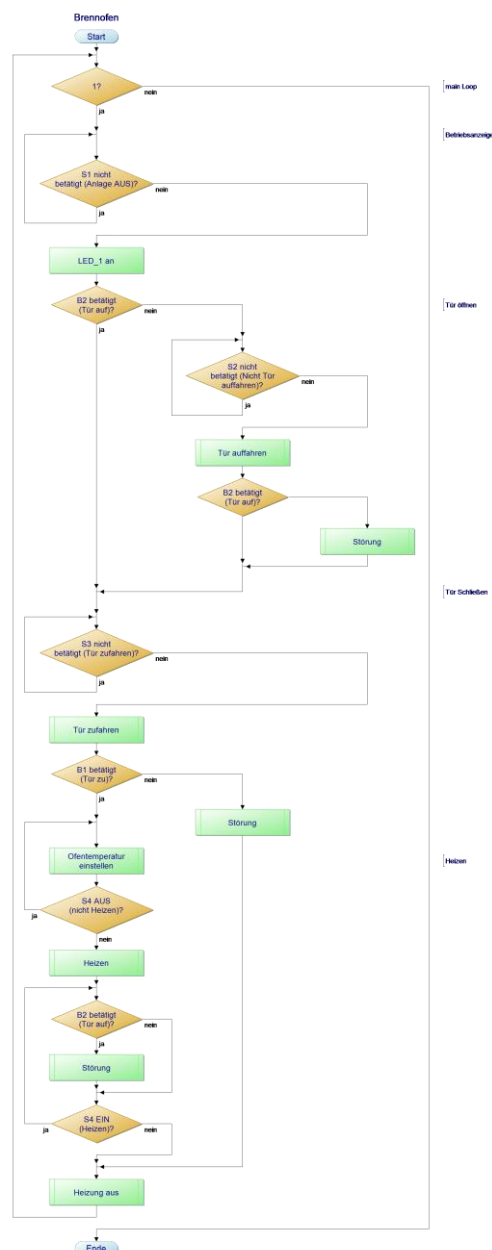 Brennofen
Start
1?
nein
main Loop
ja
Betriebsanzeige
S1 nicht
betätigt (Anlage AUS)?
nein
ja
LED_1 an
B2 betätigt
(Tür auf)?
nein
Tür öffnen
ja
S2 nicht
betätigt (Nicht Tür
auffahren)?
nein
ja
Tür auffahren
B2 betätigt
(Tür auf)?
Störung
Tür Schließen
S3 nicht
betätigt (Tür zufahren)?
nein
ja
Tür zufahren
B1 betätigt
(Tür zu)?
nein
ja
Störung
Ofentemperatur
einstellen
Heizen
S4 AUS
(nicht Heizen)?
ja
nein
Heizen
B2 betätigt
(Tür auf)?
nein
ja
Störung
S4 EIN
(Heizen)?
ja
nein
Heizung aus
Ende